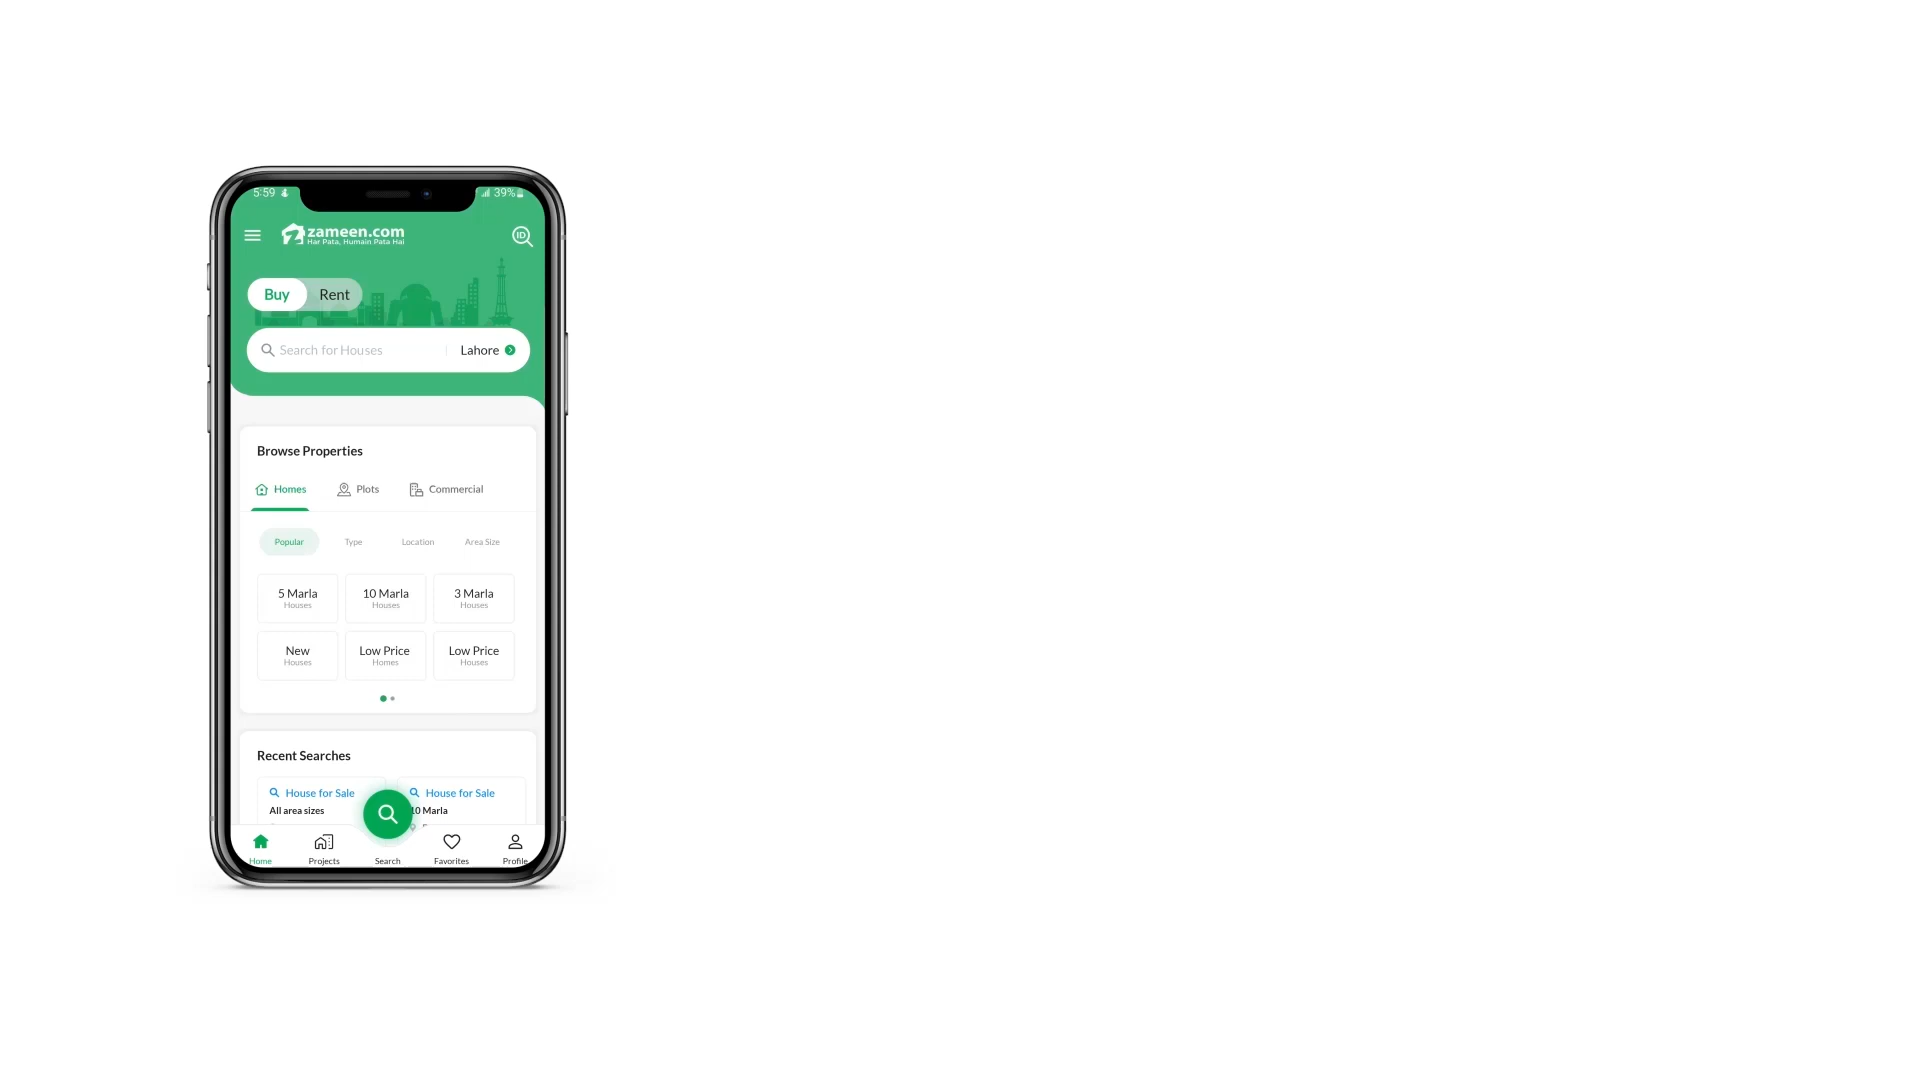 5:59
39%
zameen.com
Har Pata, Humain Pata Hai
ID
Buy Rent
Search for Houses Lahore
Browse Properties
Homes Plots Commercial
Popular Type Location Area Size
5 Marla 10 Marla 3 Marla
Houses Houses Houses
New Low Price Low Price
Houses Homes Houses
Recent Searches
House for Sale House for Sale
All area sizes 10 Marla
Home Projects Search Favorites Profile